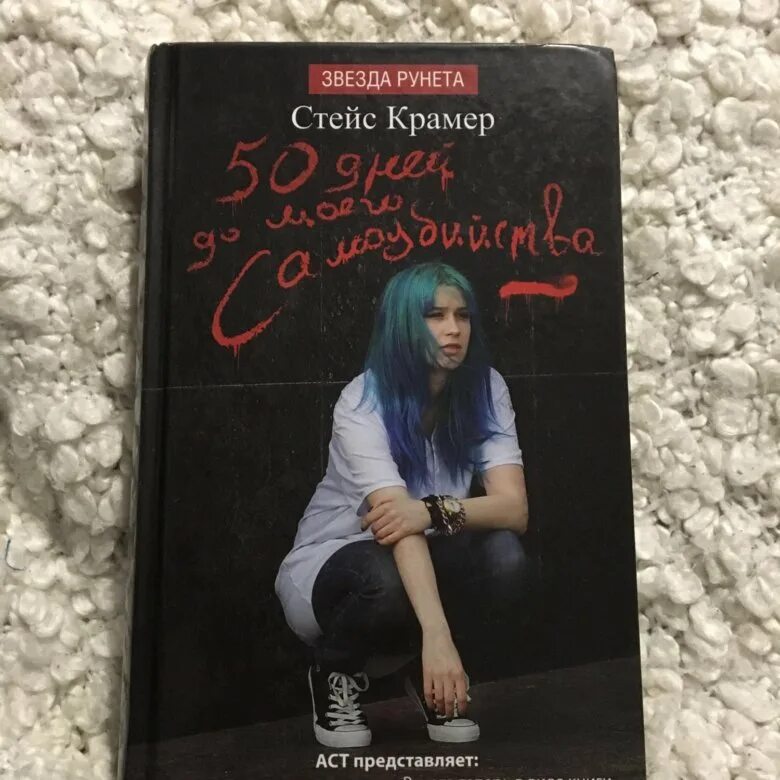 ЗВЕЗДА РУНЕТА
Стейс Крамер
50 дней
до моего
Самоубийства
АСТ представляет: